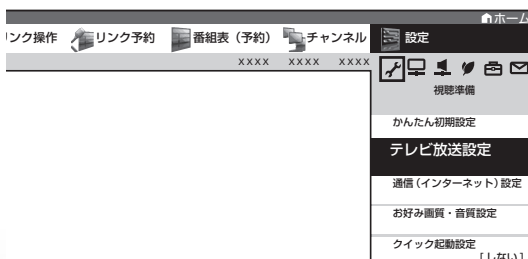 ホーム
ンク操作 リンク予約 番組表（予約） チャンネル 設定
xxxx xxxx xxxx
視聴準備
かんたん初期設定
テレビ放送設定
通信（インターネット）設定
お好み画質・音質設定
クイック起動設定
［しない］